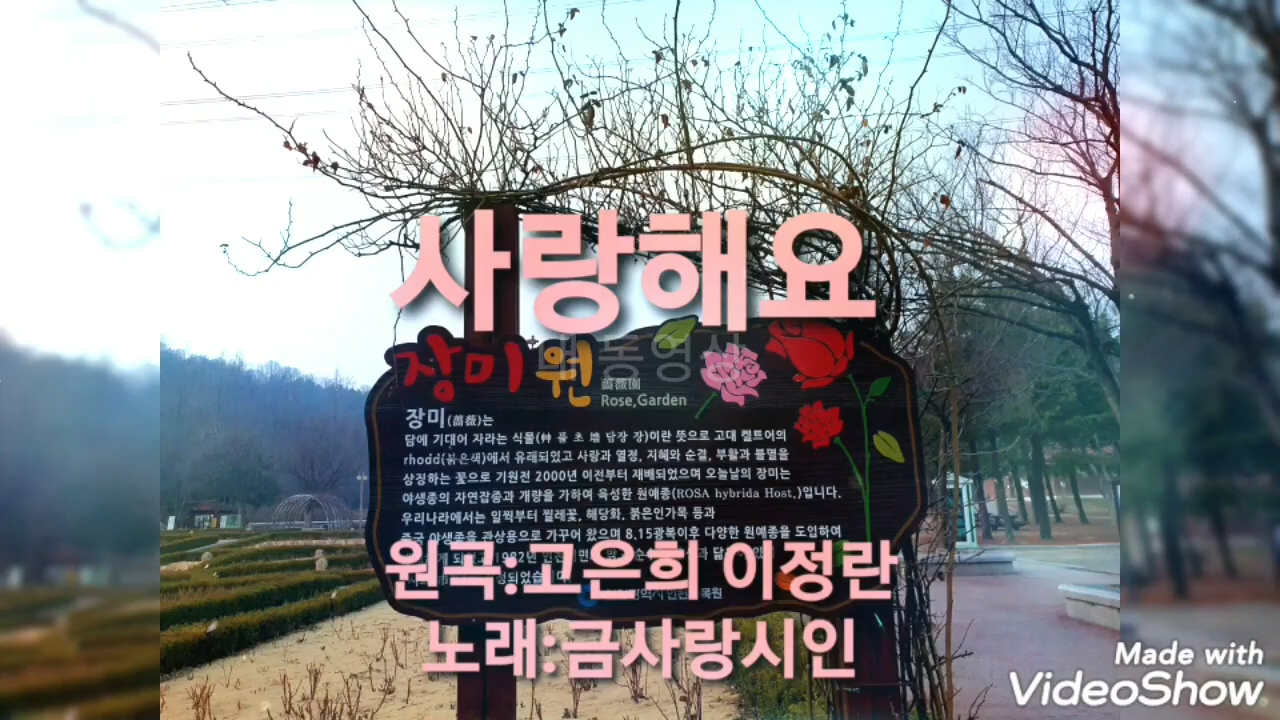 사랑해요
장미원
薔薇園
Rose,Garden
장미(薔薇)는
담에 기대어 자라는 식물(艸 풀 초 墻 담장 장)이란 뜻으로 고대 켈트어의
rhodd(붉은색)에서 유래되었고 사랑과 열정, 지혜와 순결, 부활과 불멸을
상징하는 꽃으로 기원전 2000년 이전부터 재배되었으며 오늘날의 장미는
야생종의 자연잡종과 개량을 가하여 육성한 원예종(ROSA hybrida Host.)입니다.
우리나라에서는 일찍부터 찔레꽃, 해당화, 붉은인가목 등과
중국 야생종을 관상용으로 가꾸어 왔으며 8.15광복이후 다양한 원예종을 도입하여
1982년
원곡:고은희 이정란
노래:금사랑시인
Made with
VideoShow